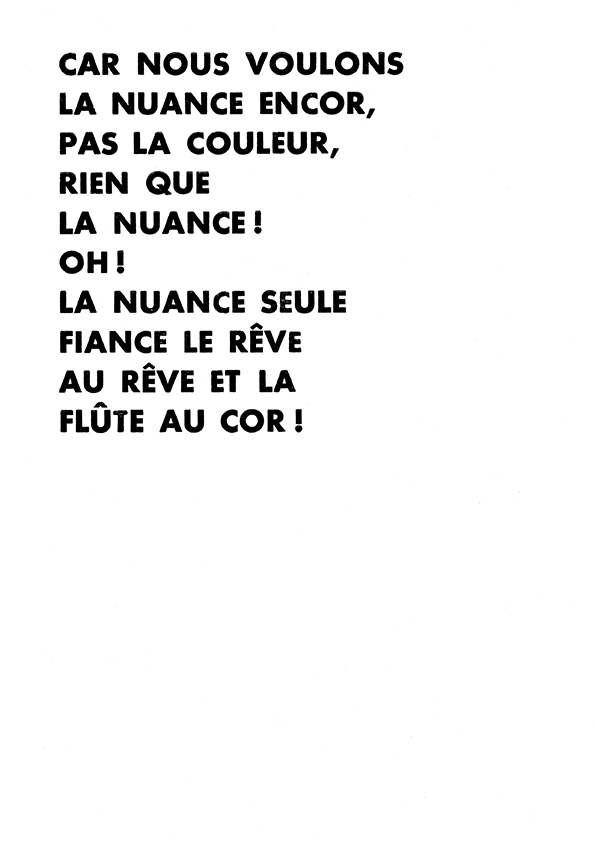 CAR NOUS VOULONS
LA NUANCE ENCOR,
PAS LA COULEUR,
RIEN QUE
LA NUANCE !
OH !
LA NUANCE SEULE
FIANCE LE RÊVE
AU RÊVE ET LA
FLÛTE AU COR !